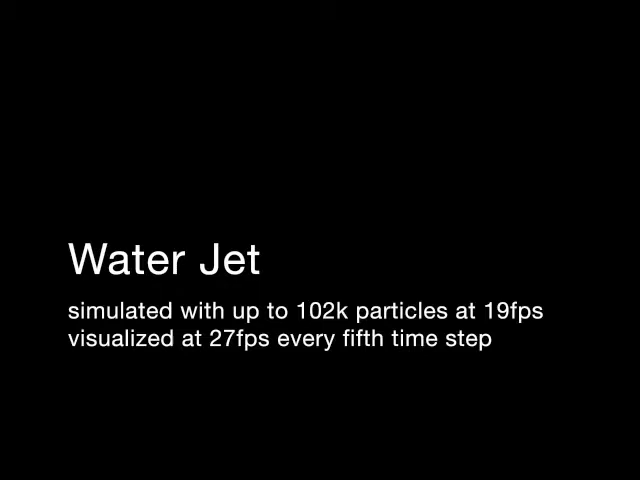 Water Jet
simulated with up to 102k particles at 19fps
visualized at 27fps every fifth time step